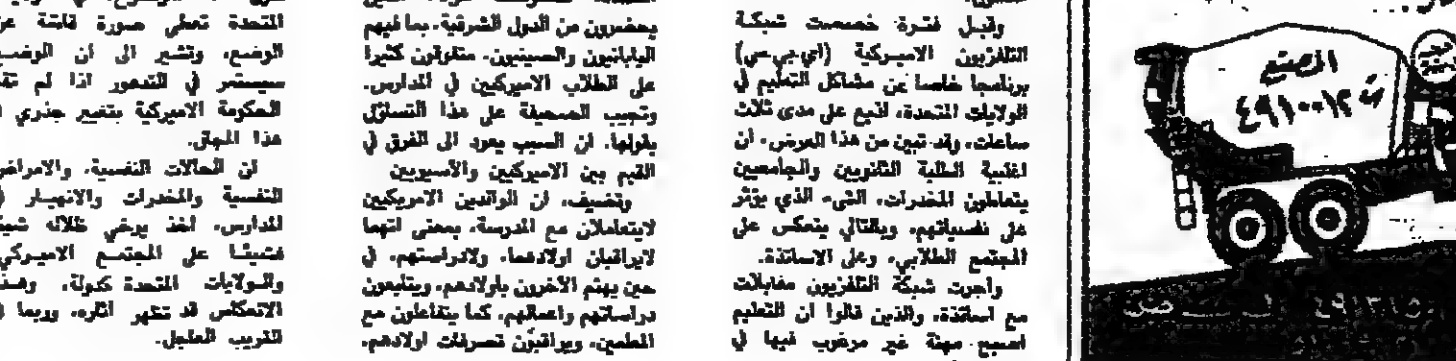 وقبل فترة خصصت شبكة
التلفزيون الاميركية (اي.بي.سي)
برنامجا خاصا عن مشاكل التعليم في
الولايات المتحدة، اذيع على مدى ثلاث
ساعات، وقد تبين من هذا العرض، أن
اغلبية الطلبة الثانويين والجامعيين
يتعاطون المخدرات، الشيء الذي يؤثر
على نفسياتهم، وبالتالي ينعكس على
المجتمع الطلابي، وعلى الاساتذة.
وأجرت شبكة التلفزيون مقابلات
مع اساتذة، والذين قالوا ان التعليم
اصبح مهنة غير مرغوب فيها في
يحضرون من الدول الشرقية، بما فيهم
اليابانيون والصينيون، متفوقون كثيرا
على الطلاب الاميركيين في المدارس.
وتجيب الصحيفة على هذا التساؤل
بقولها، ان السبب يعود الى الفرق في
القيم بين الاميركيين والأسيويين
وتضيف، ان الوالدين الامريكيين
لايتعاملان مع المدرسة، بمعنى انهما
لايراقبان اولادهما، ولادراستهم، في
حين يهتم الآخرون باولادهم، ويتابعون
دراساتهم واعمالهم، كما يتفاعلون مع
المعلمين، ويراقبون تصرفات اولادهم،
المتحدة تعطي صورة قاتمة عن
الوضع، وتشير الى ان الوضع
سيستمر في التدهور اذا لم تقم
الحكومة الاميركية بتغيير جذري
هذا المجال.
ان الحالات النفسية، والامراض
النفسية والمخدرات والانهيار
المدارس، اخذ يرخي ظلاله شيئا
فشيئا على المجتمع الاميركي
والولايات المتحدة كدولة، وهذا
الانعكاس قد تظهر آثاره، وربما
القريب العاجل.
المصنع
ت ٤٩١٠٠١٢